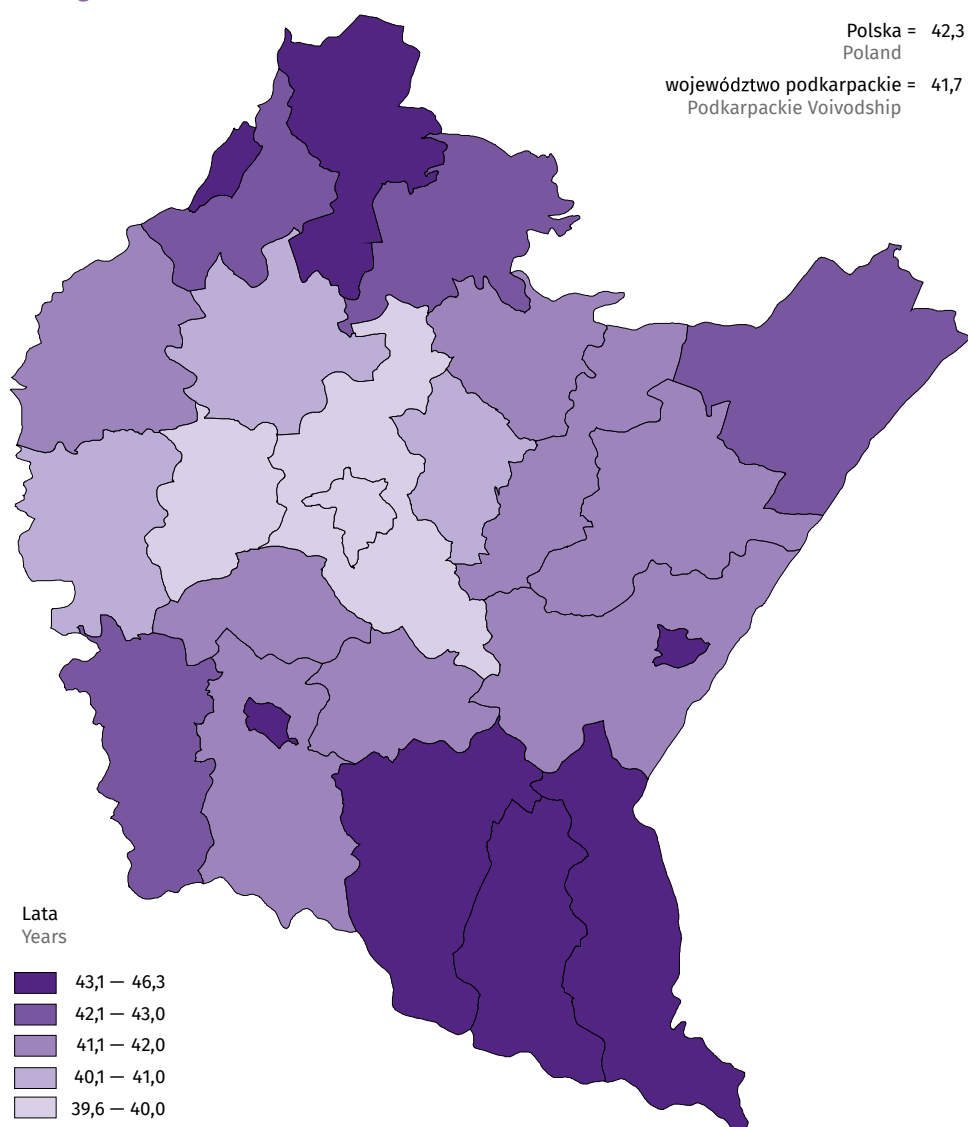 Polska = 42,3
Poland
województwo podkarpackie = 41,7
Podkarpackie Voivodship
Lata
Years
43,1 — 46,3
42,1 — 43,0
41,1 — 42,0
40,1 — 41,0
39,6 — 40,0